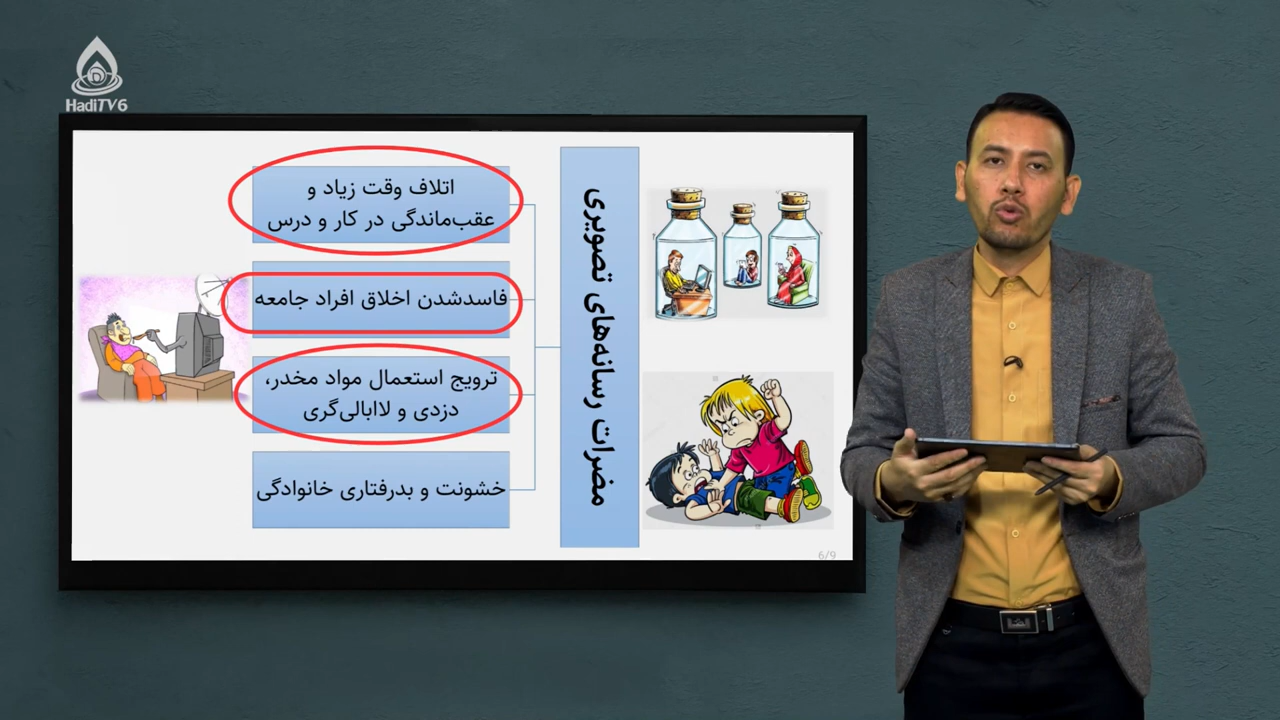 HadiTV6
مضرات رسانه‌های تصویری
اتلاف وقت زیاد و
عقب‌ماندگی در کار و درس
فاسدشدن اخلاق افراد جامعه
ترویج استعمال مواد مخدر،
دزدی و لاابالی‌گری
خشونت و بدرفتاری خانوادگی
6/9